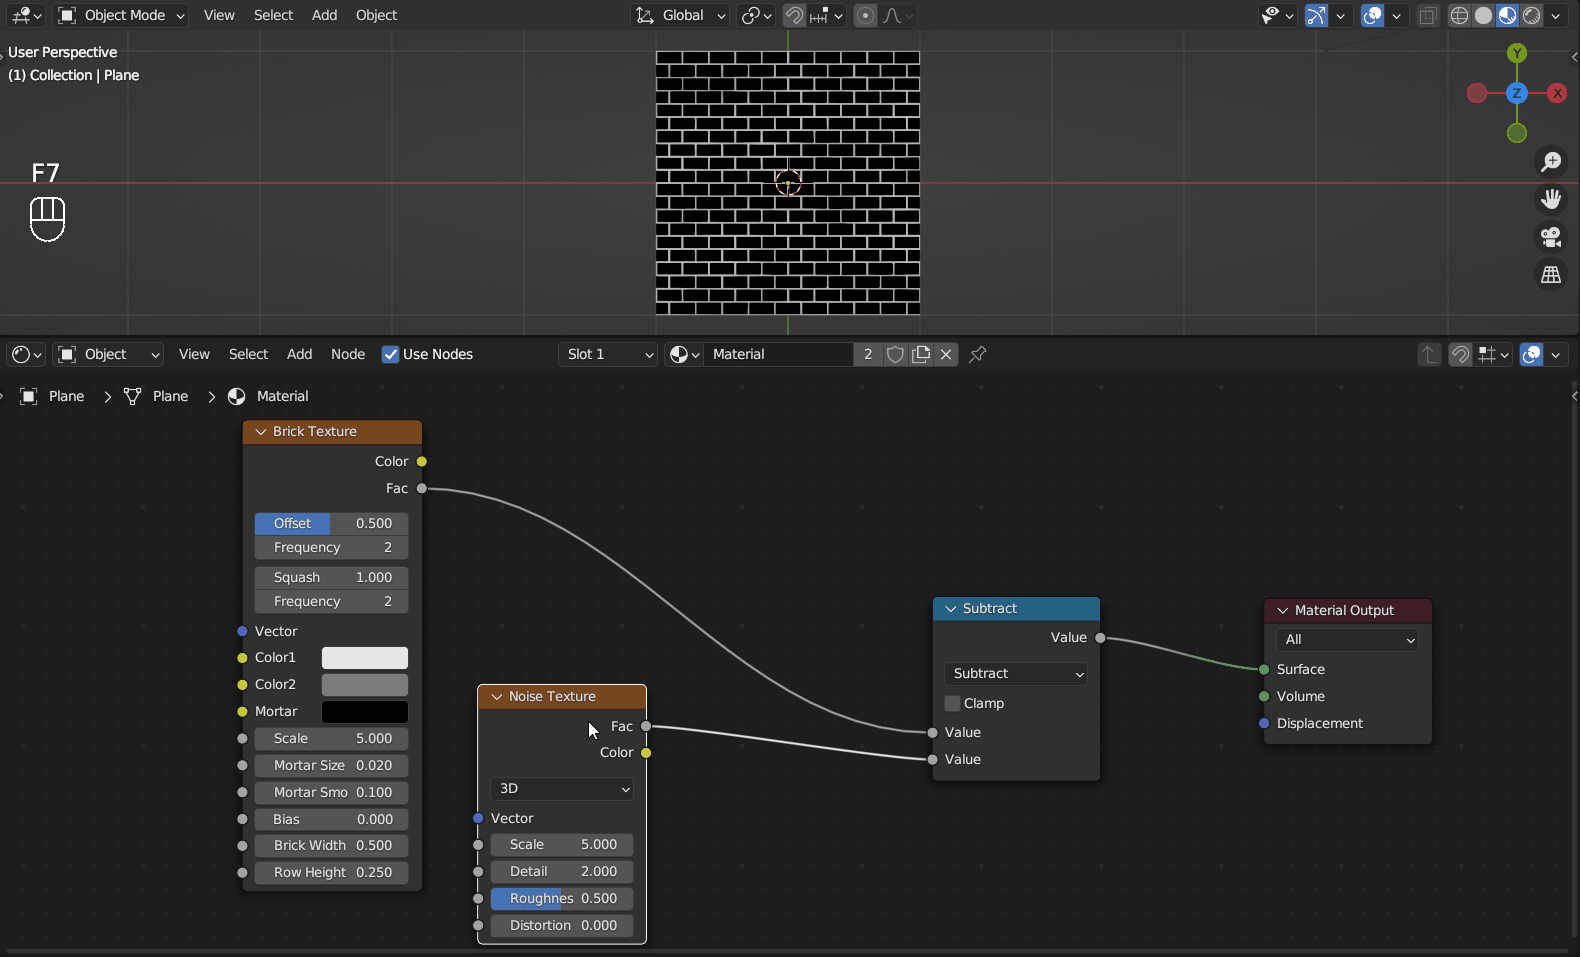 Object Mode View Select Add Object Global
User Perspective
(1) Collection | Plane
Y
Z X
F7
Object View Select Add Node Use Nodes Slot 1 Material 2
Plane > Plane > Material
Brick Texture
Color
Fac
Offset 0.500
Frequency 2
Squash 1.000
Frequency 2
Vector
Color1
Color2
Mortar
Scale 5.000
Mortar Size 0.020
Mortar Smo 0.100
Bias 0.000
Brick Width 0.500
Row Height 0.250
Noise Texture
Fac
Color
3D
Vector
Scale 5.000
Detail 2.000
Roughnes 0.500
Distortion 0.000
Subtract
Value
Subtract
Clamp
Value
Value
Material Output
All
Surface
Volume
Displacement